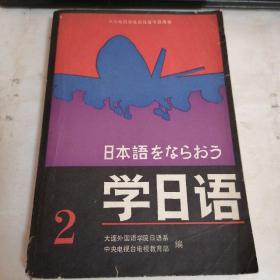 日本語をならおう
学日语
2
大连外国语学院日语系
中央电视台电视教育部
编